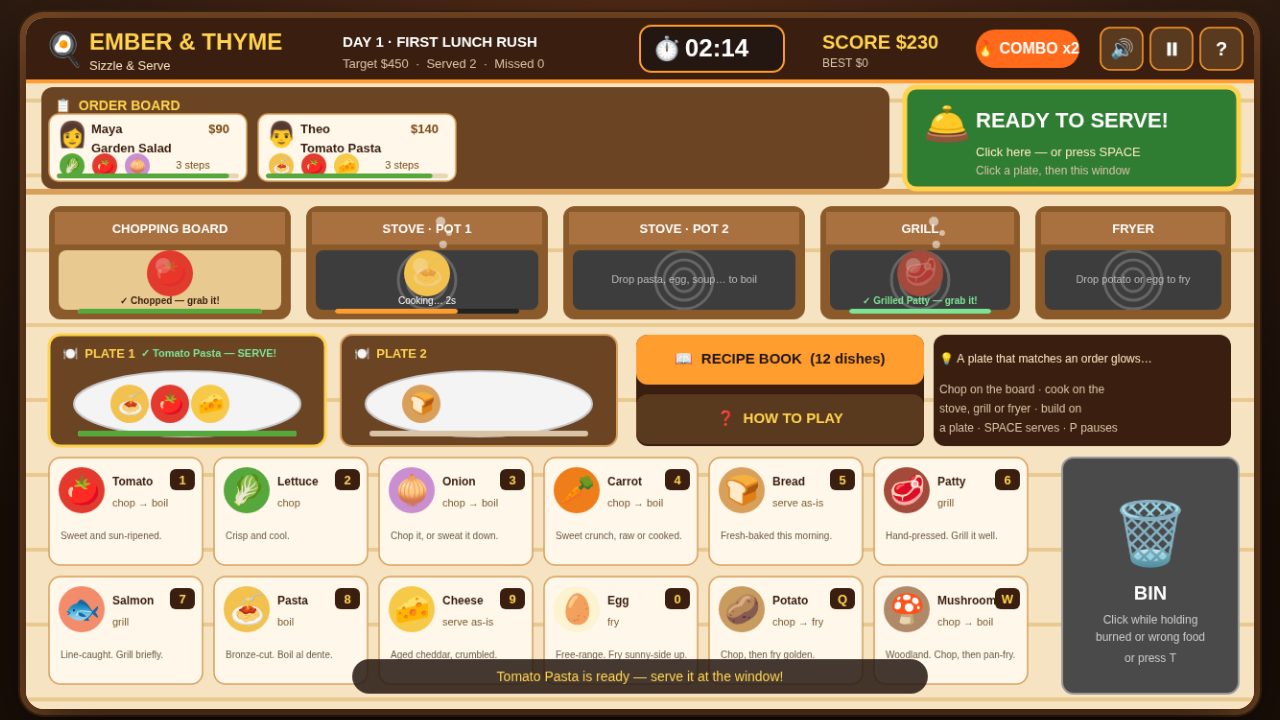 EMBER & THYME
Sizzle & Serve
DAY 1 · FIRST LUNCH RUSH
Target $450 · Served 2 · Missed 0
02:14
SCORE $230
BEST $0
COMBO x2
?
ORDER BOARD
Maya $90
Garden Salad
3 steps
Theo $140
Tomato Pasta
3 steps
READY TO SERVE!
Click here — or press SPACE
Click a plate, then this window
CHOPPING BOARD
✓ Chopped — grab it!
STOVE · POT 1
Cooking… 2s
STOVE · POT 2
Drop pasta, egg, soup… to boil
GRILL
✓ Grilled Patty — grab it!
FRYER
Drop potato or egg to fry
PLATE 1 ✓ Tomato Pasta — SERVE!
PLATE 2
RECIPE BOOK (12 dishes)
HOW TO PLAY
A plate that matches an order glows…
Chop on the board · cook on the
stove, grill or fryer · build on
a plate · SPACE serves · P pauses
Tomato 1
chop → boil
Sweet and sun-ripened.
Lettuce 2
chop
Crisp and cool.
Onion 3
chop → boil
Chop it, or sweat it down.
Carrot 4
chop → boil
Sweet crunch, raw or cooked.
Bread 5
serve as-is
Fresh-baked this morning.
Patty 6
grill
Hand-pressed. Grill it well.
Salmon 7
grill
Line-caught. Grill briefly.
Pasta 8
boil
Bronze-cut. Boil al dente.
Cheese 9
serve as-is
Aged cheddar, crumbled.
Egg 0
fry
Free-range. Fry sunny-side up.
Potato Q
chop → fry
Chop, then fry golden.
Mushroom W
chop → boil
Woodland. Chop, then pan-fry.
BIN
Click while holding
burned or wrong food
or press T
Tomato Pasta is ready — serve it at the window!